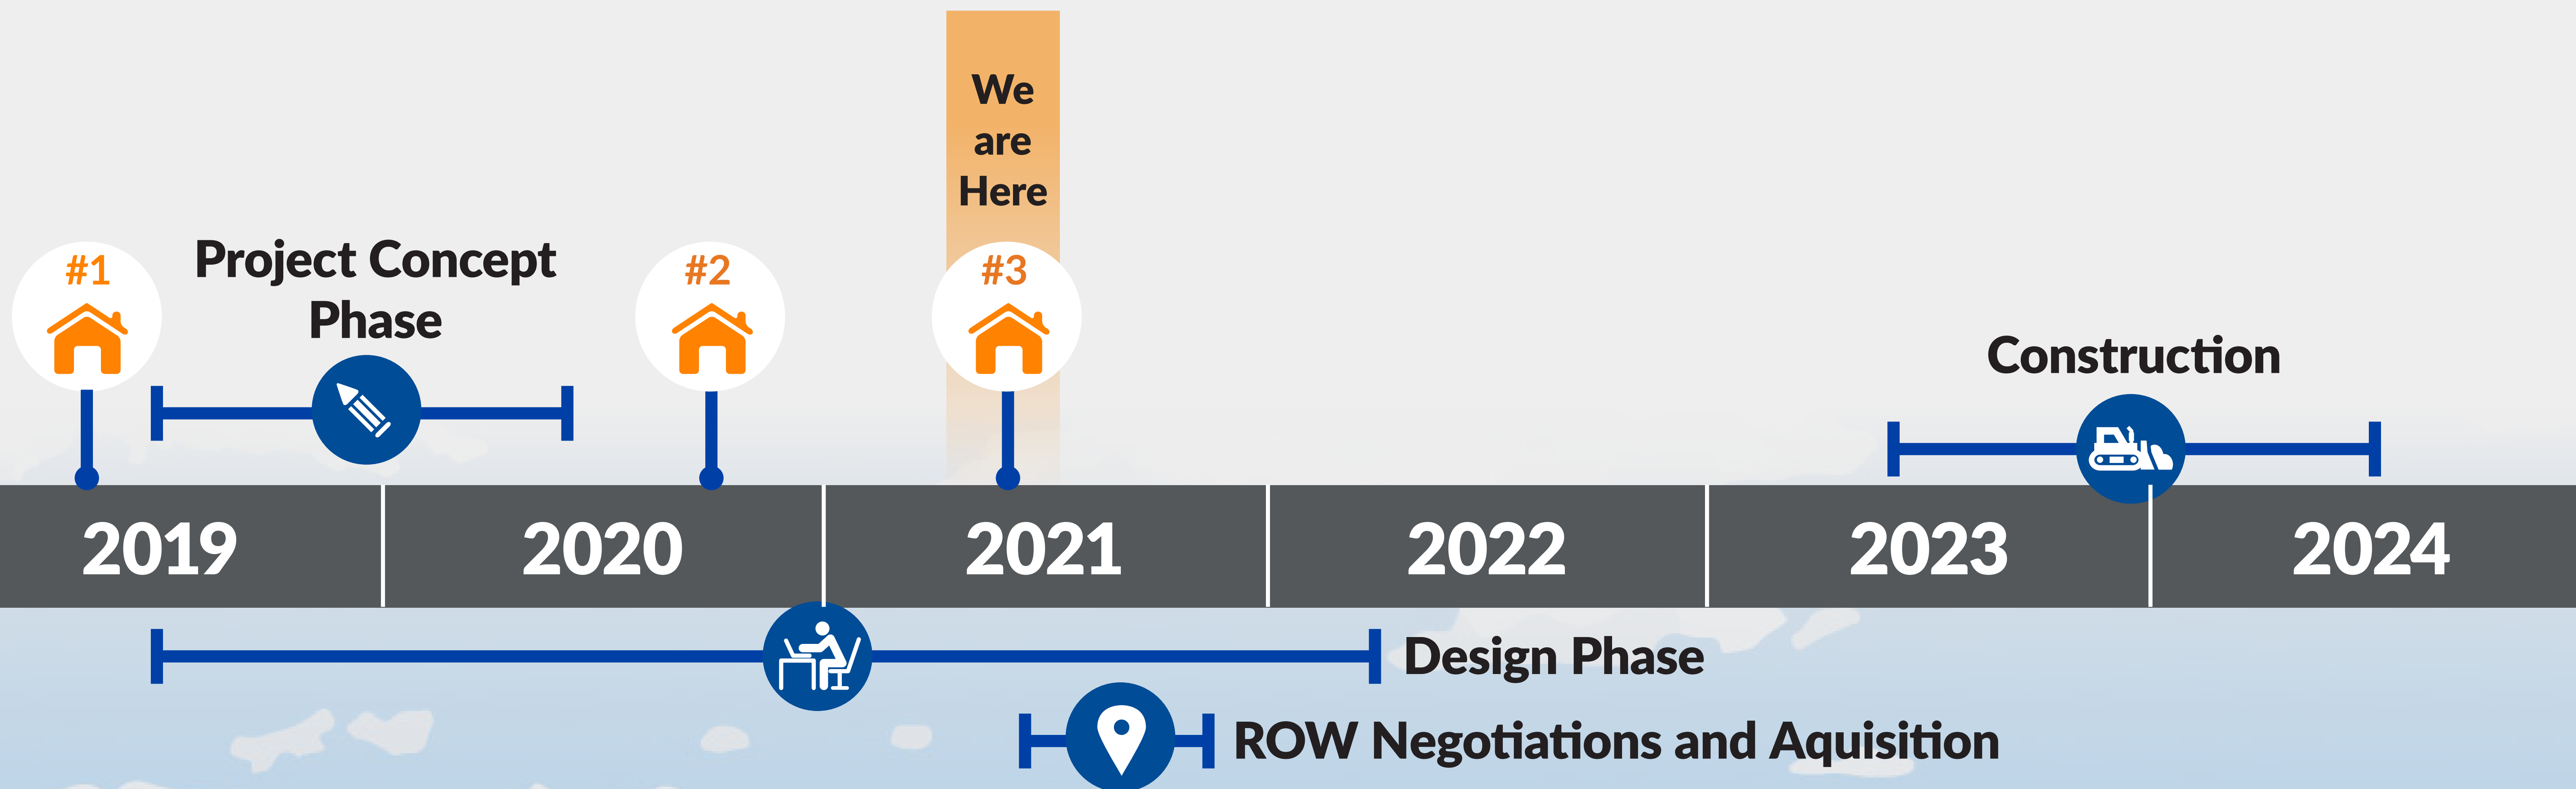 We
are
Here
#1
Project Concept
Phase
#2
#3
Construction
2019
2020
2021
2022
2023
2024
Design Phase
ROW Negotiations and Aquisition